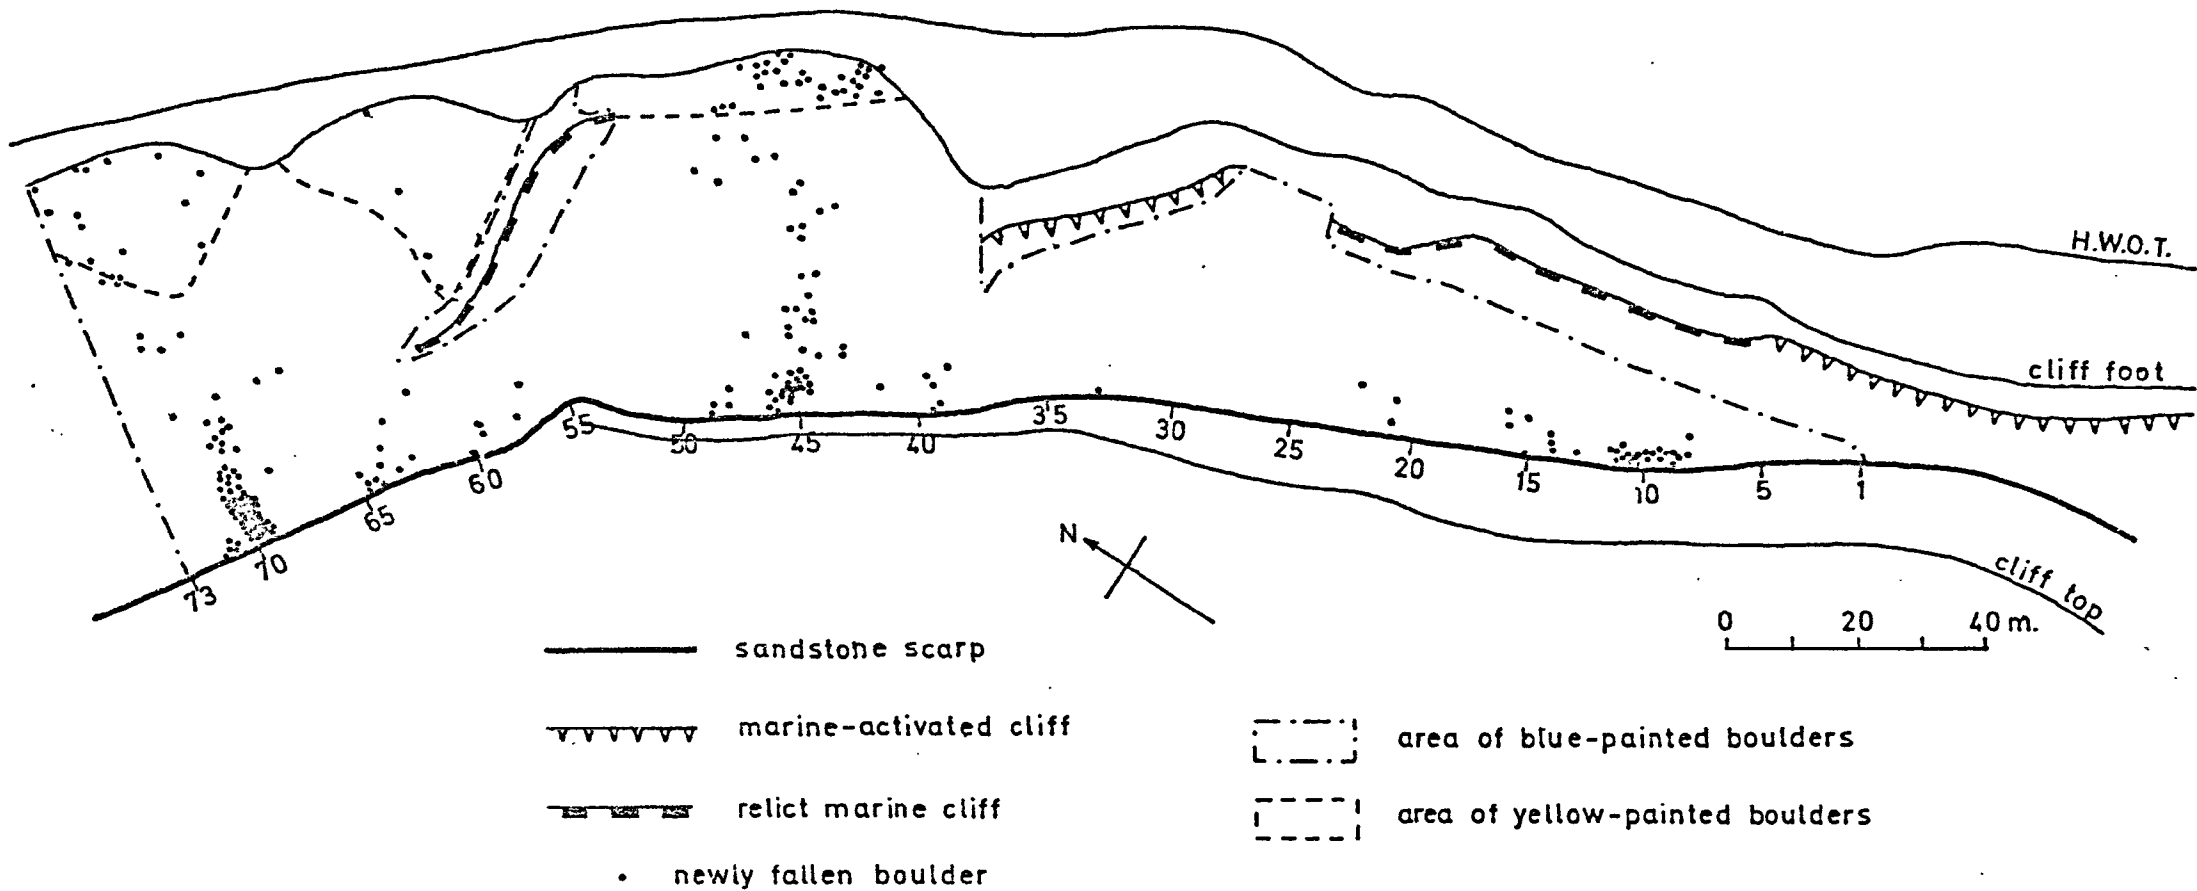 H.W.O.T.
cliff foot
55
50
45
40
35
30
25
20
15
10
5
1
60
65
70
73
N
cliff top
0 20 40 m.
sandstone scarp
marine-activated cliff
relict marine cliff
newly fallen boulder
area of blue-painted boulders
area of yellow-painted boulders